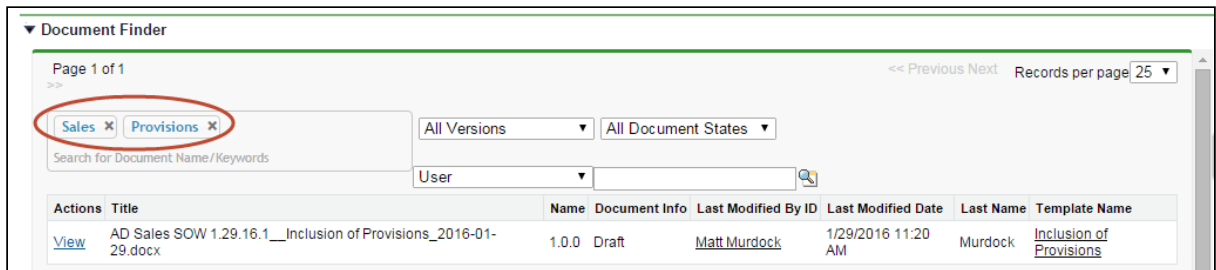 Document Finder
Page 1 of 1
<< Previous Next Records per page 25
>>
Sales Provisions
Search for Document Name/Keywords
All Versions All Document States
User
Actions Title Name Document Info Last Modified By ID Last Modified Date Last Name Template Name
View AD Sales SOW 1.29.16.1__Inclusion of Provisions_2016-01-29.docx 1.0.0 Draft Matt Murdock 1/29/2016 11:20 AM Murdock Inclusion of Provisions